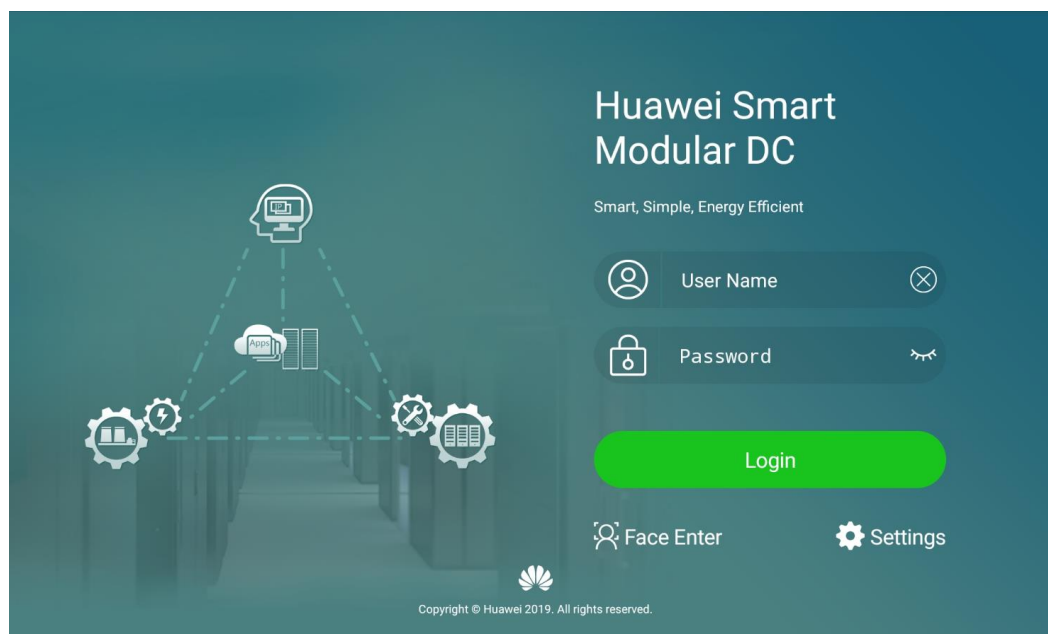 Huawei Smart
Modular DC
Smart, Simple, Energy Efficient
User Name
Password
Apps
Login
Face Enter
Settings
Copyright © Huawei 2019. All rights reserved.